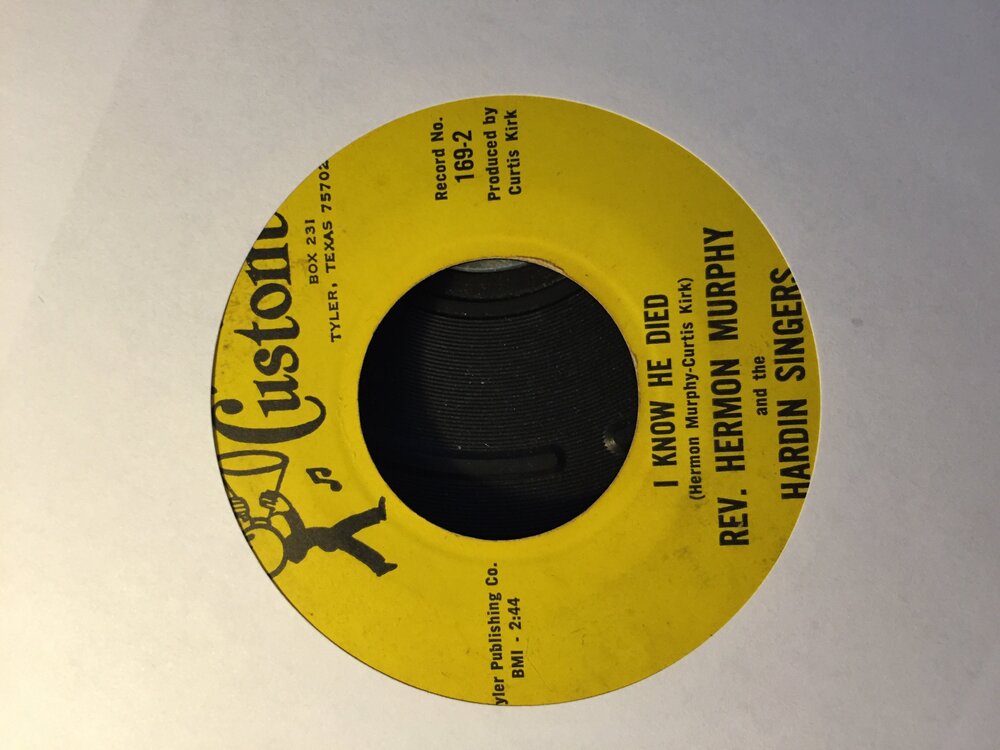 Custom
BOX 231
TYLER, TEXAS 75702
yler Publishing Co.
BMI - 2:44
Record No.
169-2
Produced by
Curtis Kirk
I KNOW HE DIED
(Hermon Murphy-Curtis Kirk)
REV. HERMON MURPHY
and the
HARDIN SINGERS